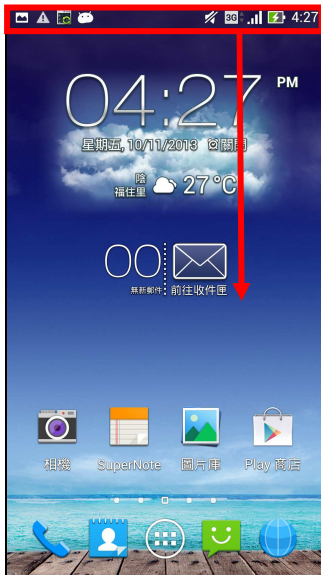 3G 4:27
04:27 PM
星期五, 10/11/2013 關閉
陰
福住里 27°C
00
無新郵件 前往收件匣
相機 SuperNote 圖片庫 Play 商店